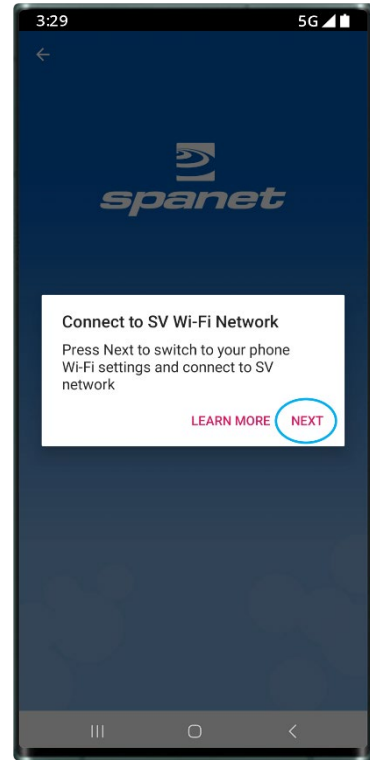 3:29 5G
spanet
Connect to SV Wi-Fi Network
Press Next to switch to your phone
Wi-Fi settings and connect to SV
network
LEARN MORE NEXT